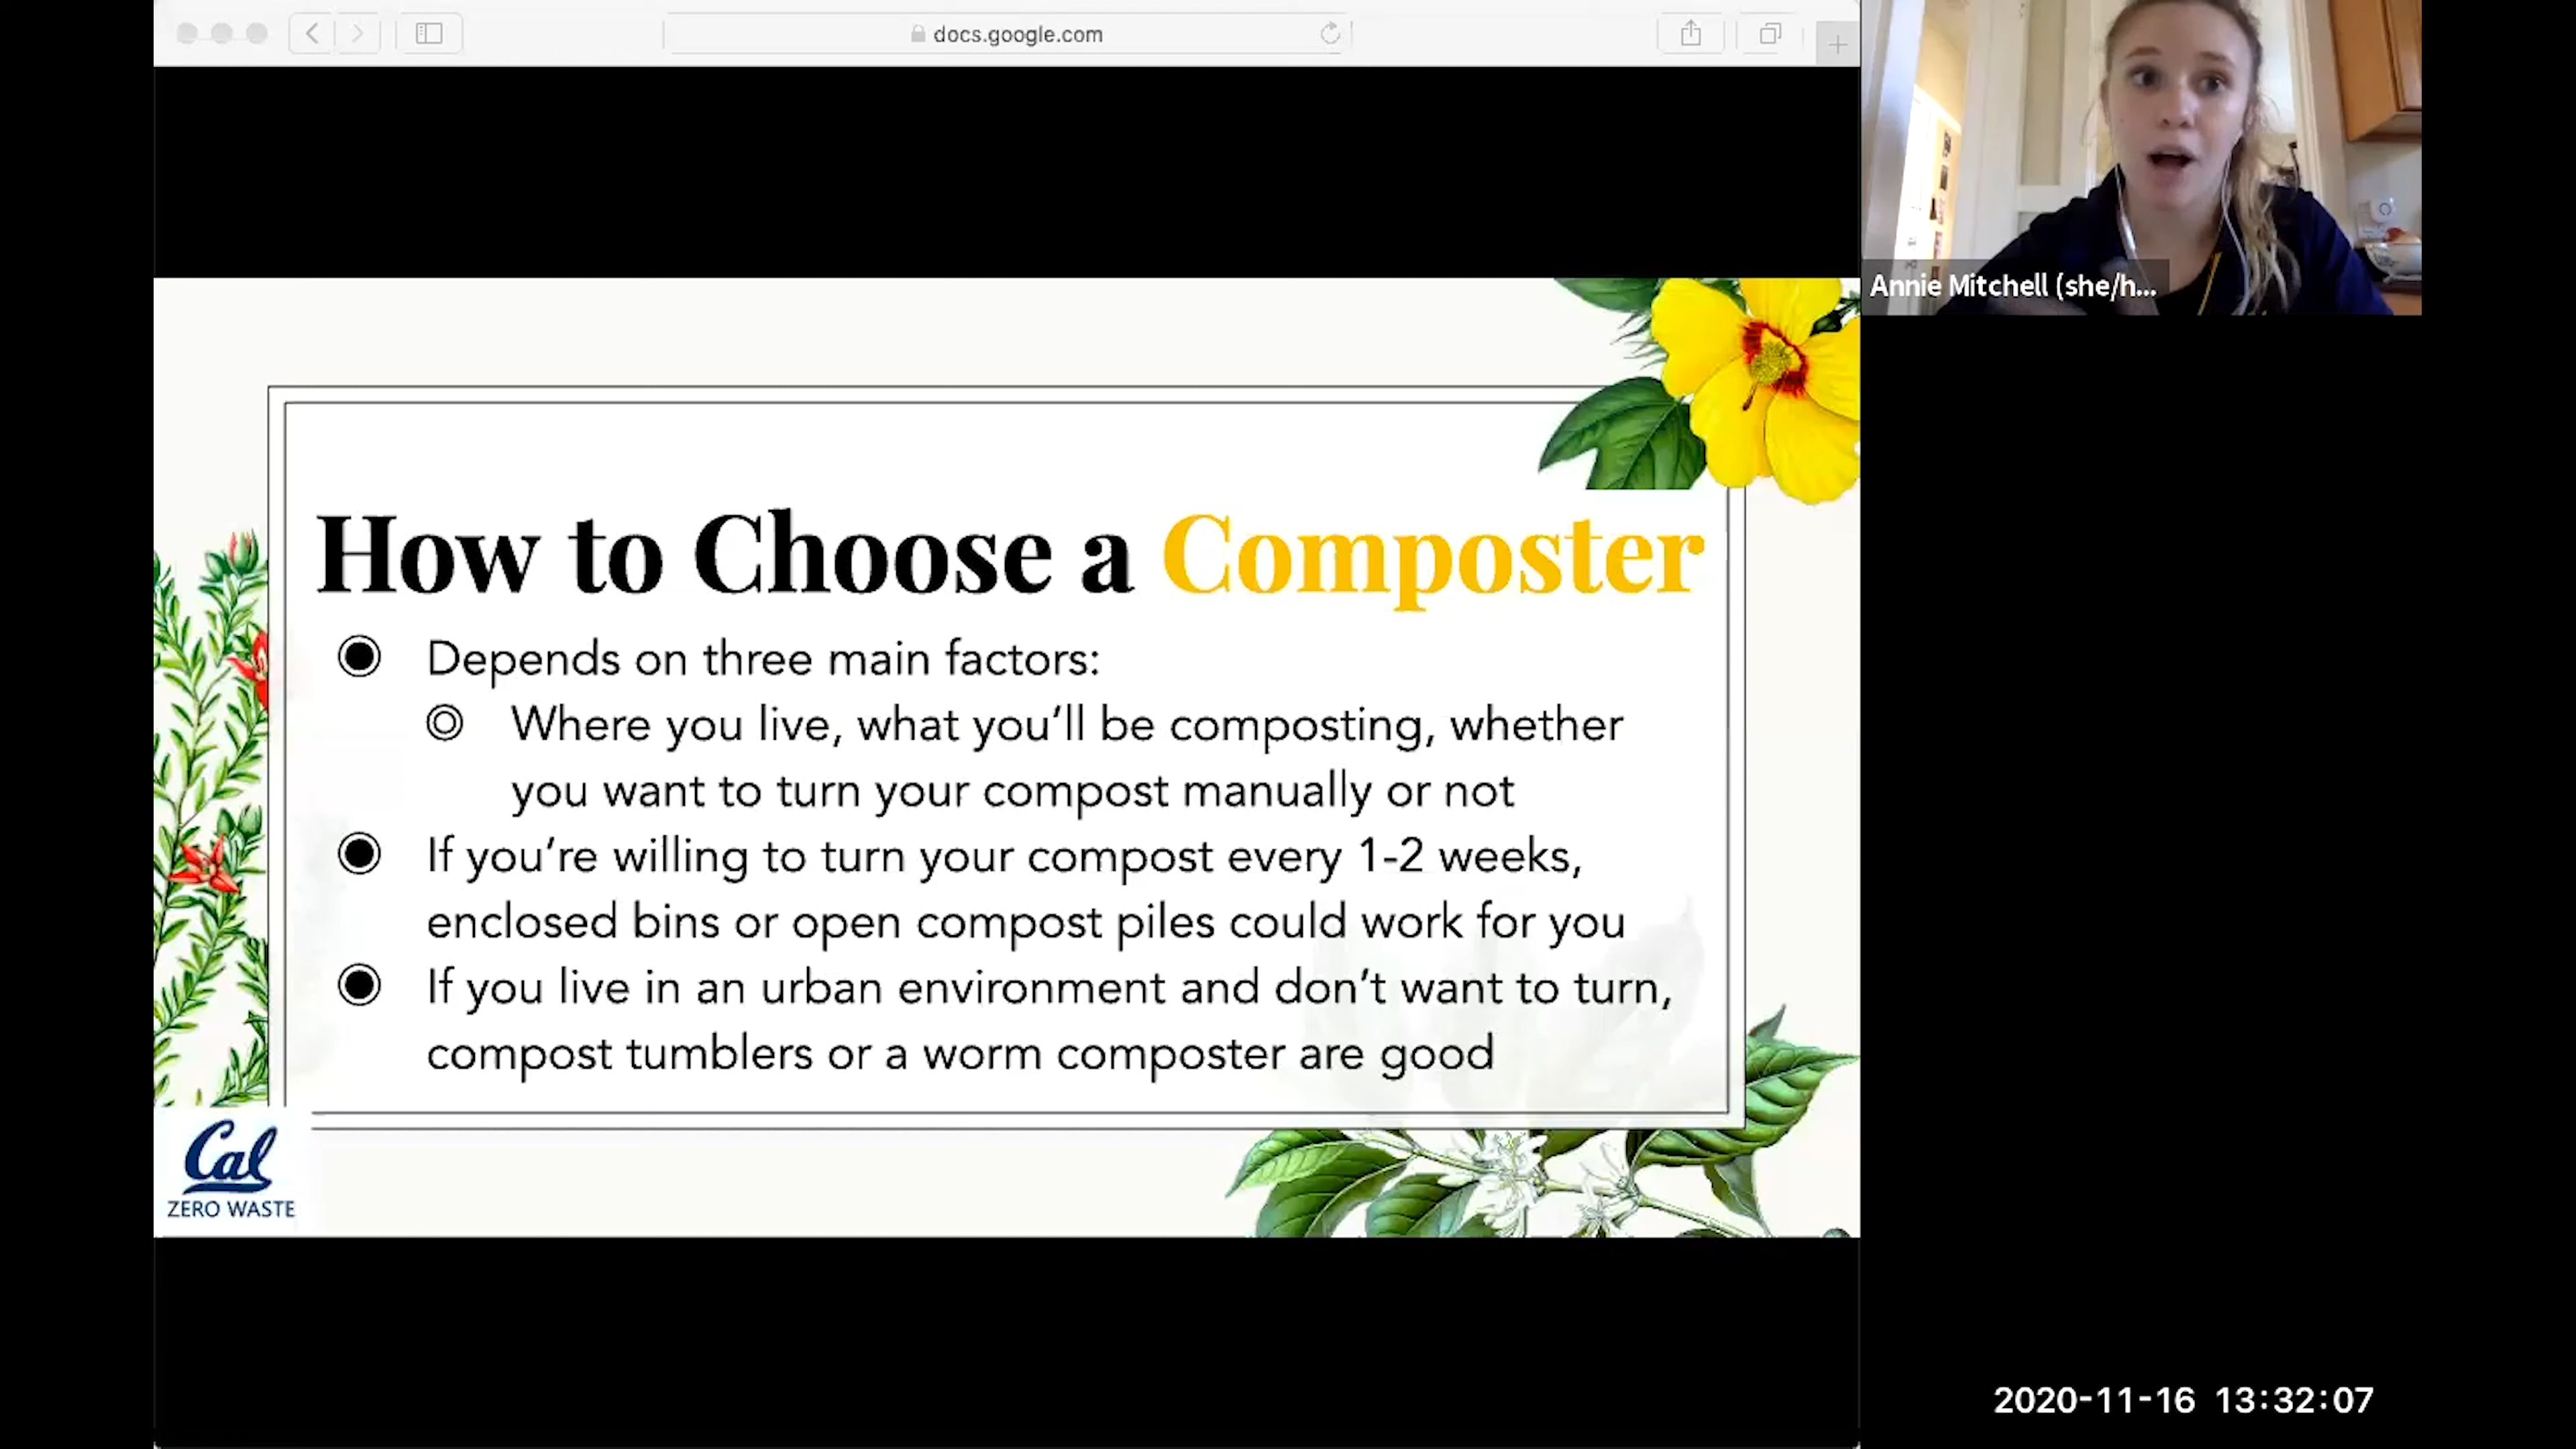 docs.google.com
Annie Mitchell (she/h...
How to Choose a Composter
Depends on three main factors:
Where you live, what you'll be composting, whether
you want to turn your compost manually or not
If you're willing to turn your compost every 1-2 weeks,
enclosed bins or open compost piles could work for you
If you live in an urban environment and don't want to turn,
compost tumblers or a worm composter are good
Cal
ZERO WASTE
2020-11-16 13:32:07